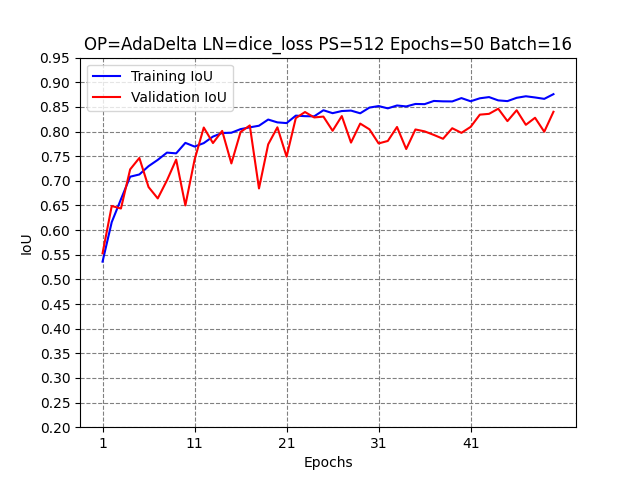 OP=AdaDelta LN=dice_loss PS=512 Epochs=50 Batch=16
Training IoU
Validation IoU
0.95
0.90
0.85
0.80
0.75
0.70
0.65
0.60
0.55
0.50
0.45
0.40
0.35
0.30
0.25
0.20
IoU
1 11 21 31 41
Epochs